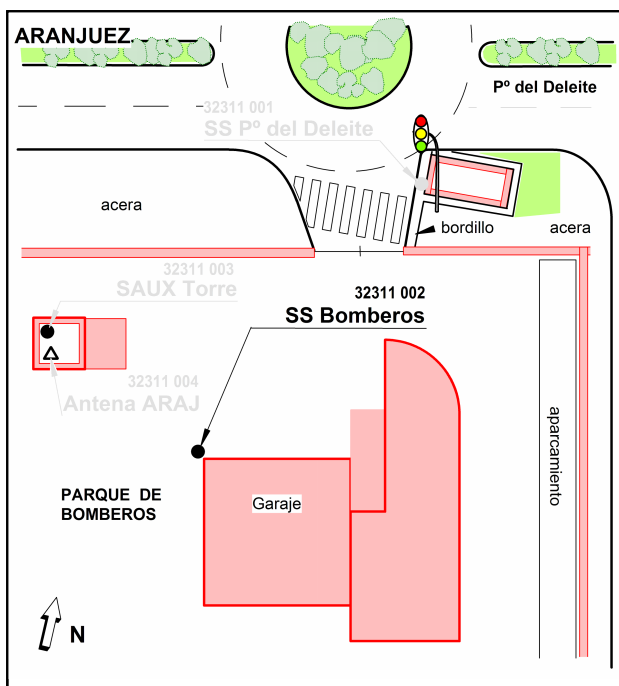 ARANJUEZ
Pº del Deleite
32311 001
SS Pº del Deleite
acera
bordillo
acera
32311 003
SAUX Torre
32311 002
SS Bomberos
32311 004
Antena ARAJ
aparcamiento
PARQUE DE
BOMBEROS
Garaje
N